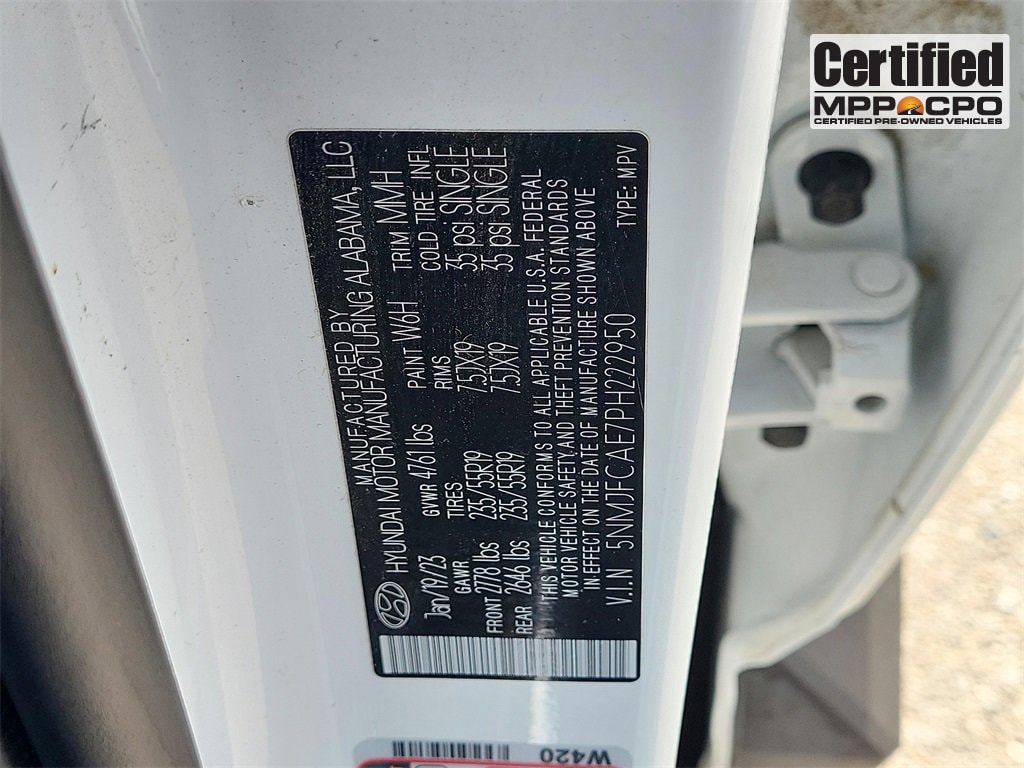 Certified
MPP CPO
CERTIFIED PRE-OWNED VEHICLES
MANUFACTURED BY
HYUNDAI MOTOR MANUFACTURING ALABAMA, LLC
Jan/19/23 GVWR 4761 lbs PAINT W6H TRIM MMH
GAWR TIRES RIMS COLD TIRE INFL
FRONT 2778 lbs 235/55R19 7.5JX19 35 psi SINGLE
REAR 2646 lbs 235/55R19 7.5JX19 35 psi SINGLE
THIS VEHICLE CONFORMS TO ALL APPLICABLE U.S.A. FEDERAL
MOTOR VEHICLE SAFETY, AND THEFT PREVENTION STANDARDS
IN EFFECT ON THE DATE OF MANUFACTURE SHOWN ABOVE
V.I.N 5NMJFCAE7PH222950 TYPE: MPV
W420